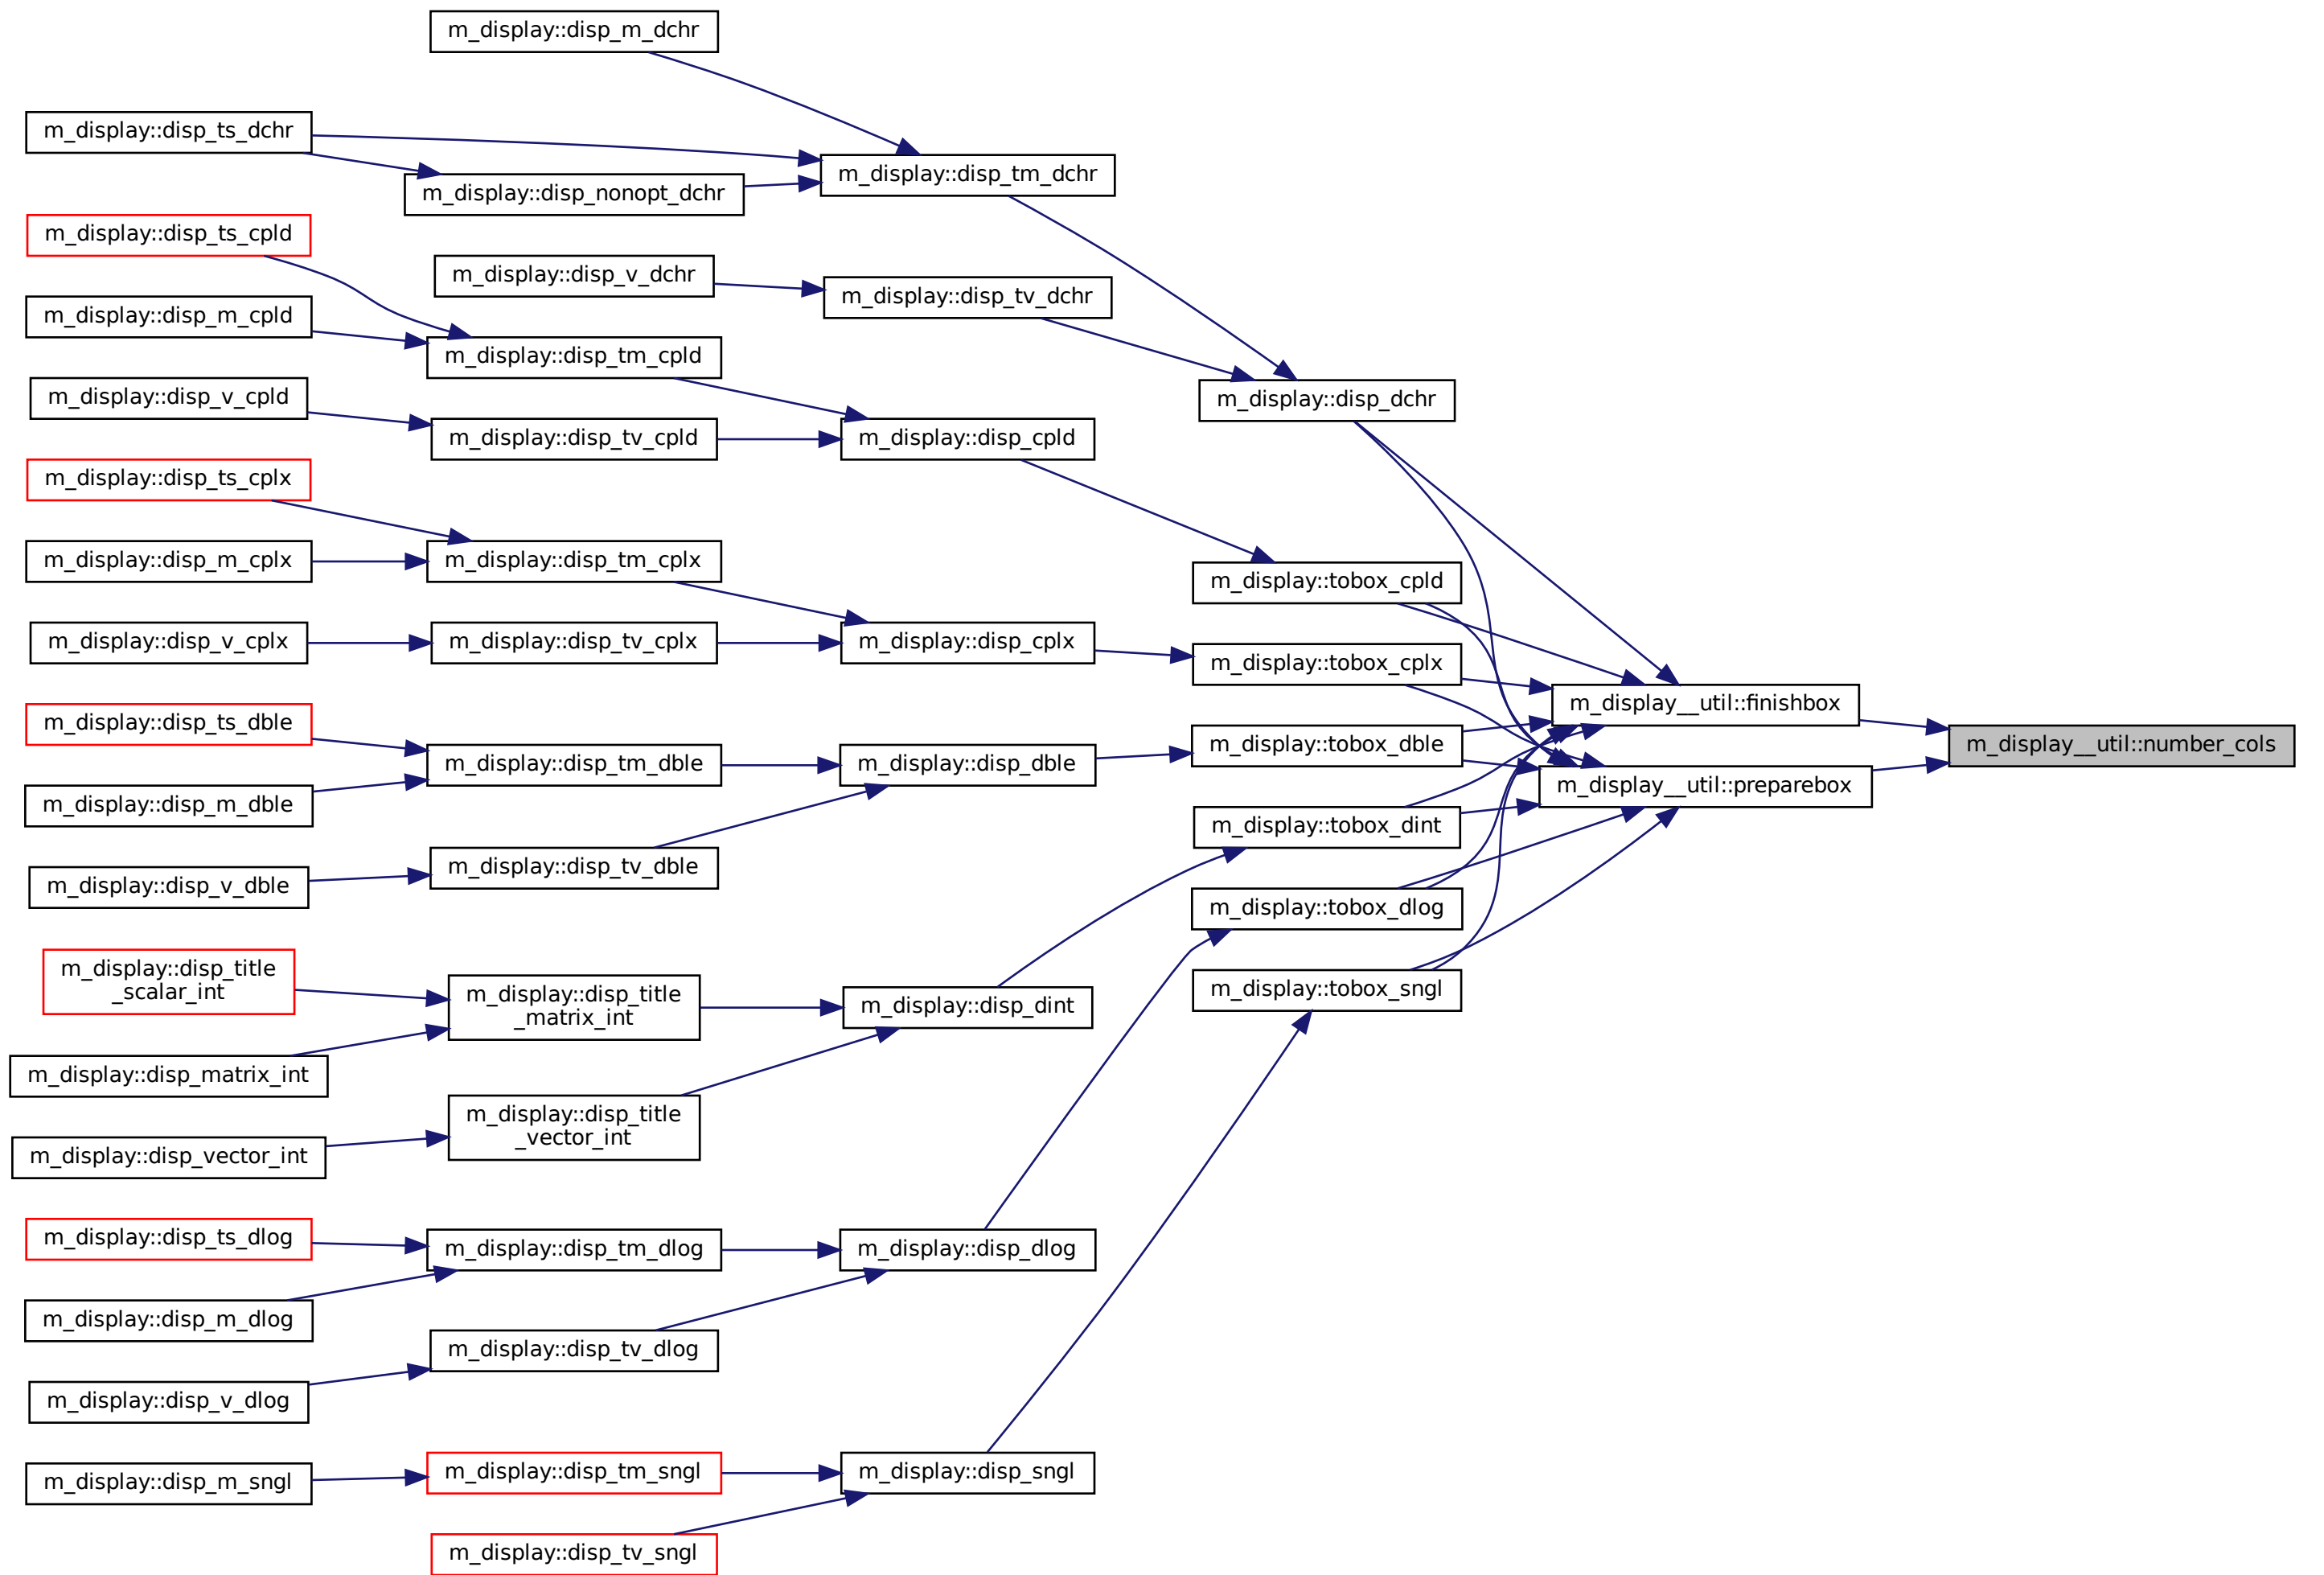 m_display::disp_m_dchr
m_display::disp_ts_dchr
m_display::disp_tm_dchr
m_display::disp_nonopt_dchr
m_display::disp_ts_cpld
m_display::disp_v_dchr
m_display::disp_tv_dchr
m_display::disp_m_cpld
m_display::disp_tm_cpld
m_display::disp_v_cpld
m_display::disp_dchr
m_display::disp_tv_cpld
m_display::disp_cpld
m_display::disp_ts_cplx
m_display::disp_m_cplx
m_display::disp_tm_cplx
m_display::tobox_cpld
m_display::disp_v_cplx
m_display::disp_tv_cplx
m_display::disp_cplx
m_display::tobox_cplx
m_display__util::finishbox
m_display::disp_ts_dble
m_display::tobox_dble
m_display__util::number_cols
m_display::disp_tm_dble
m_display::disp_dble
m_display__util::preparebox
m_display::disp_m_dble
m_display::tobox_dint
m_display::disp_tv_dble
m_display::disp_v_dble
m_display::tobox_dlog
m_display::disp_title
_scalar_int
m_display::tobox_sngl
m_display::disp_title
_matrix_int
m_display::disp_dint
m_display::disp_matrix_int
m_display::disp_title
_vector_int
m_display::disp_vector_int
m_display::disp_ts_dlog
m_display::disp_tm_dlog
m_display::disp_dlog
m_display::disp_m_dlog
m_display::disp_tv_dlog
m_display::disp_v_dlog
m_display::disp_m_sngl
m_display::disp_tm_sngl
m_display::disp_sngl
m_display::disp_tv_sngl